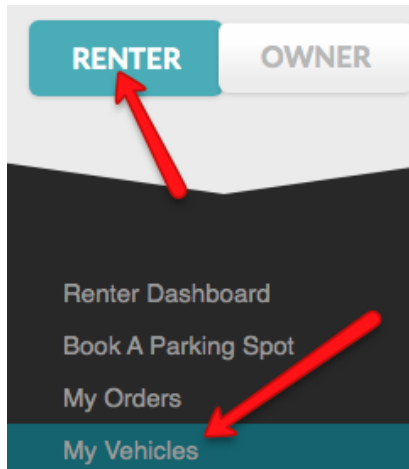 RENTER OWNER
Renter Dashboard
Book A Parking Spot
My Orders
My Vehicles